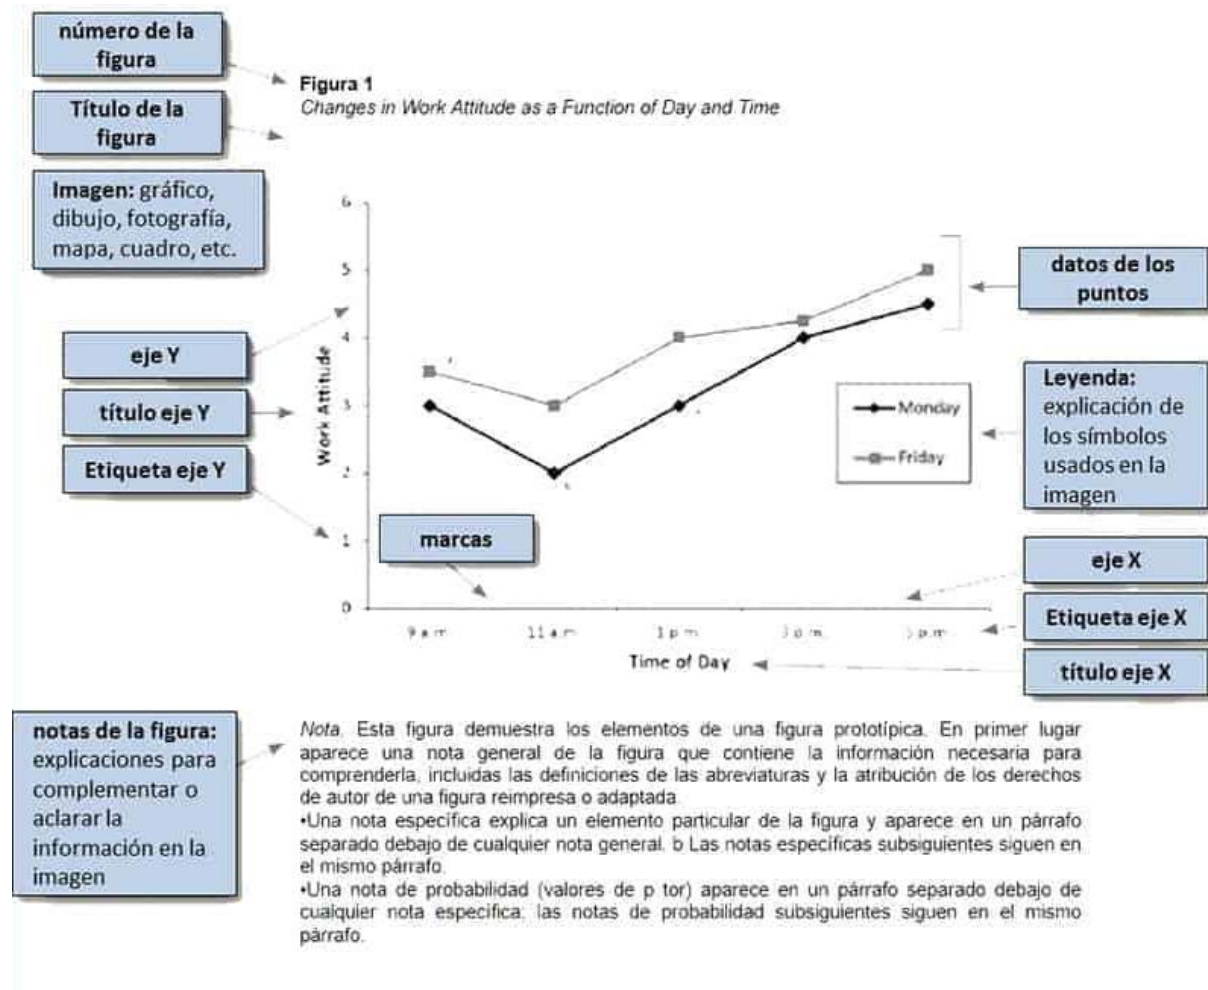 número de la
figura
Figura 1
Título de la
figura
Changes in Work Attitude as a Function of Day and Time
Imagen: gráfico,
dibujo, fotografía,
mapa, cuadro, etc.
6
5
4
3
2
1
0
datos de los
puntos
eje Y
título eje Y
Etiqueta eje Y
Work Attitude
Monday
Friday
Leyenda:
explicación de
los símbolos
usados en la
imagen
marcas
eje X
Etiqueta eje X
título eje X
9 a.m.
11 a.m.
1 p.m.
3 p.m.
5 p.m.
Time of Day
notas de la figura:
explicaciones para
complementar o
aclarar la
información en la
imagen
Nota. Esta figura demuestra los elementos de una figura prototípica. En primer lugar
aparece una nota general de la figura que contiene la información necesaria para
comprenderla, incluidas las definiciones de las abreviaturas y la atribución de los derechos
de autor de una figura reimpresa o adaptada.
•Una nota específica explica un elemento particular de la figura y aparece en un párrafo
separado debajo de cualquier nota general. b Las notas específicas subsiguientes siguen en
el mismo párrafo.
•Una nota de probabilidad (valores de p tor) aparece en un párrafo separado debajo de
cualquier nota específica; las notas de probabilidad subsiguientes siguen en el mismo
párrafo.